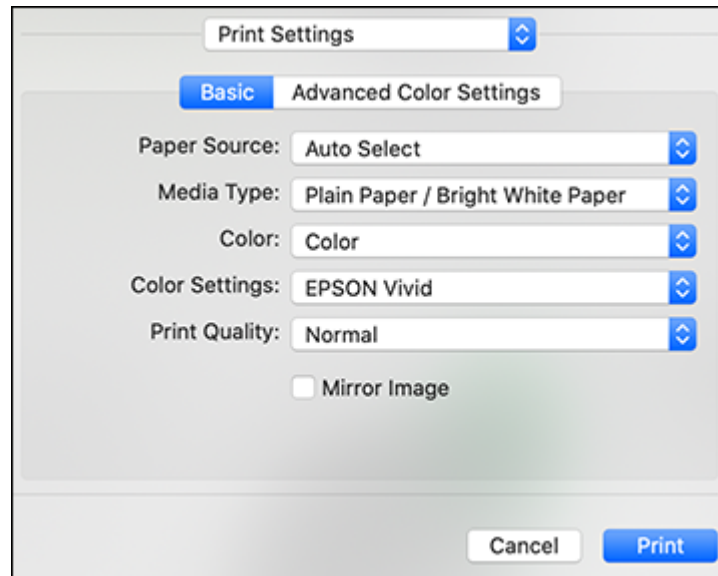 Print Settings
Basic Advanced Color Settings
Paper Source: Auto Select
Media Type: Plain Paper / Bright White Paper
Color: Color
Color Settings: EPSON Vivid
Print Quality: Normal
Mirror Image
Cancel Print